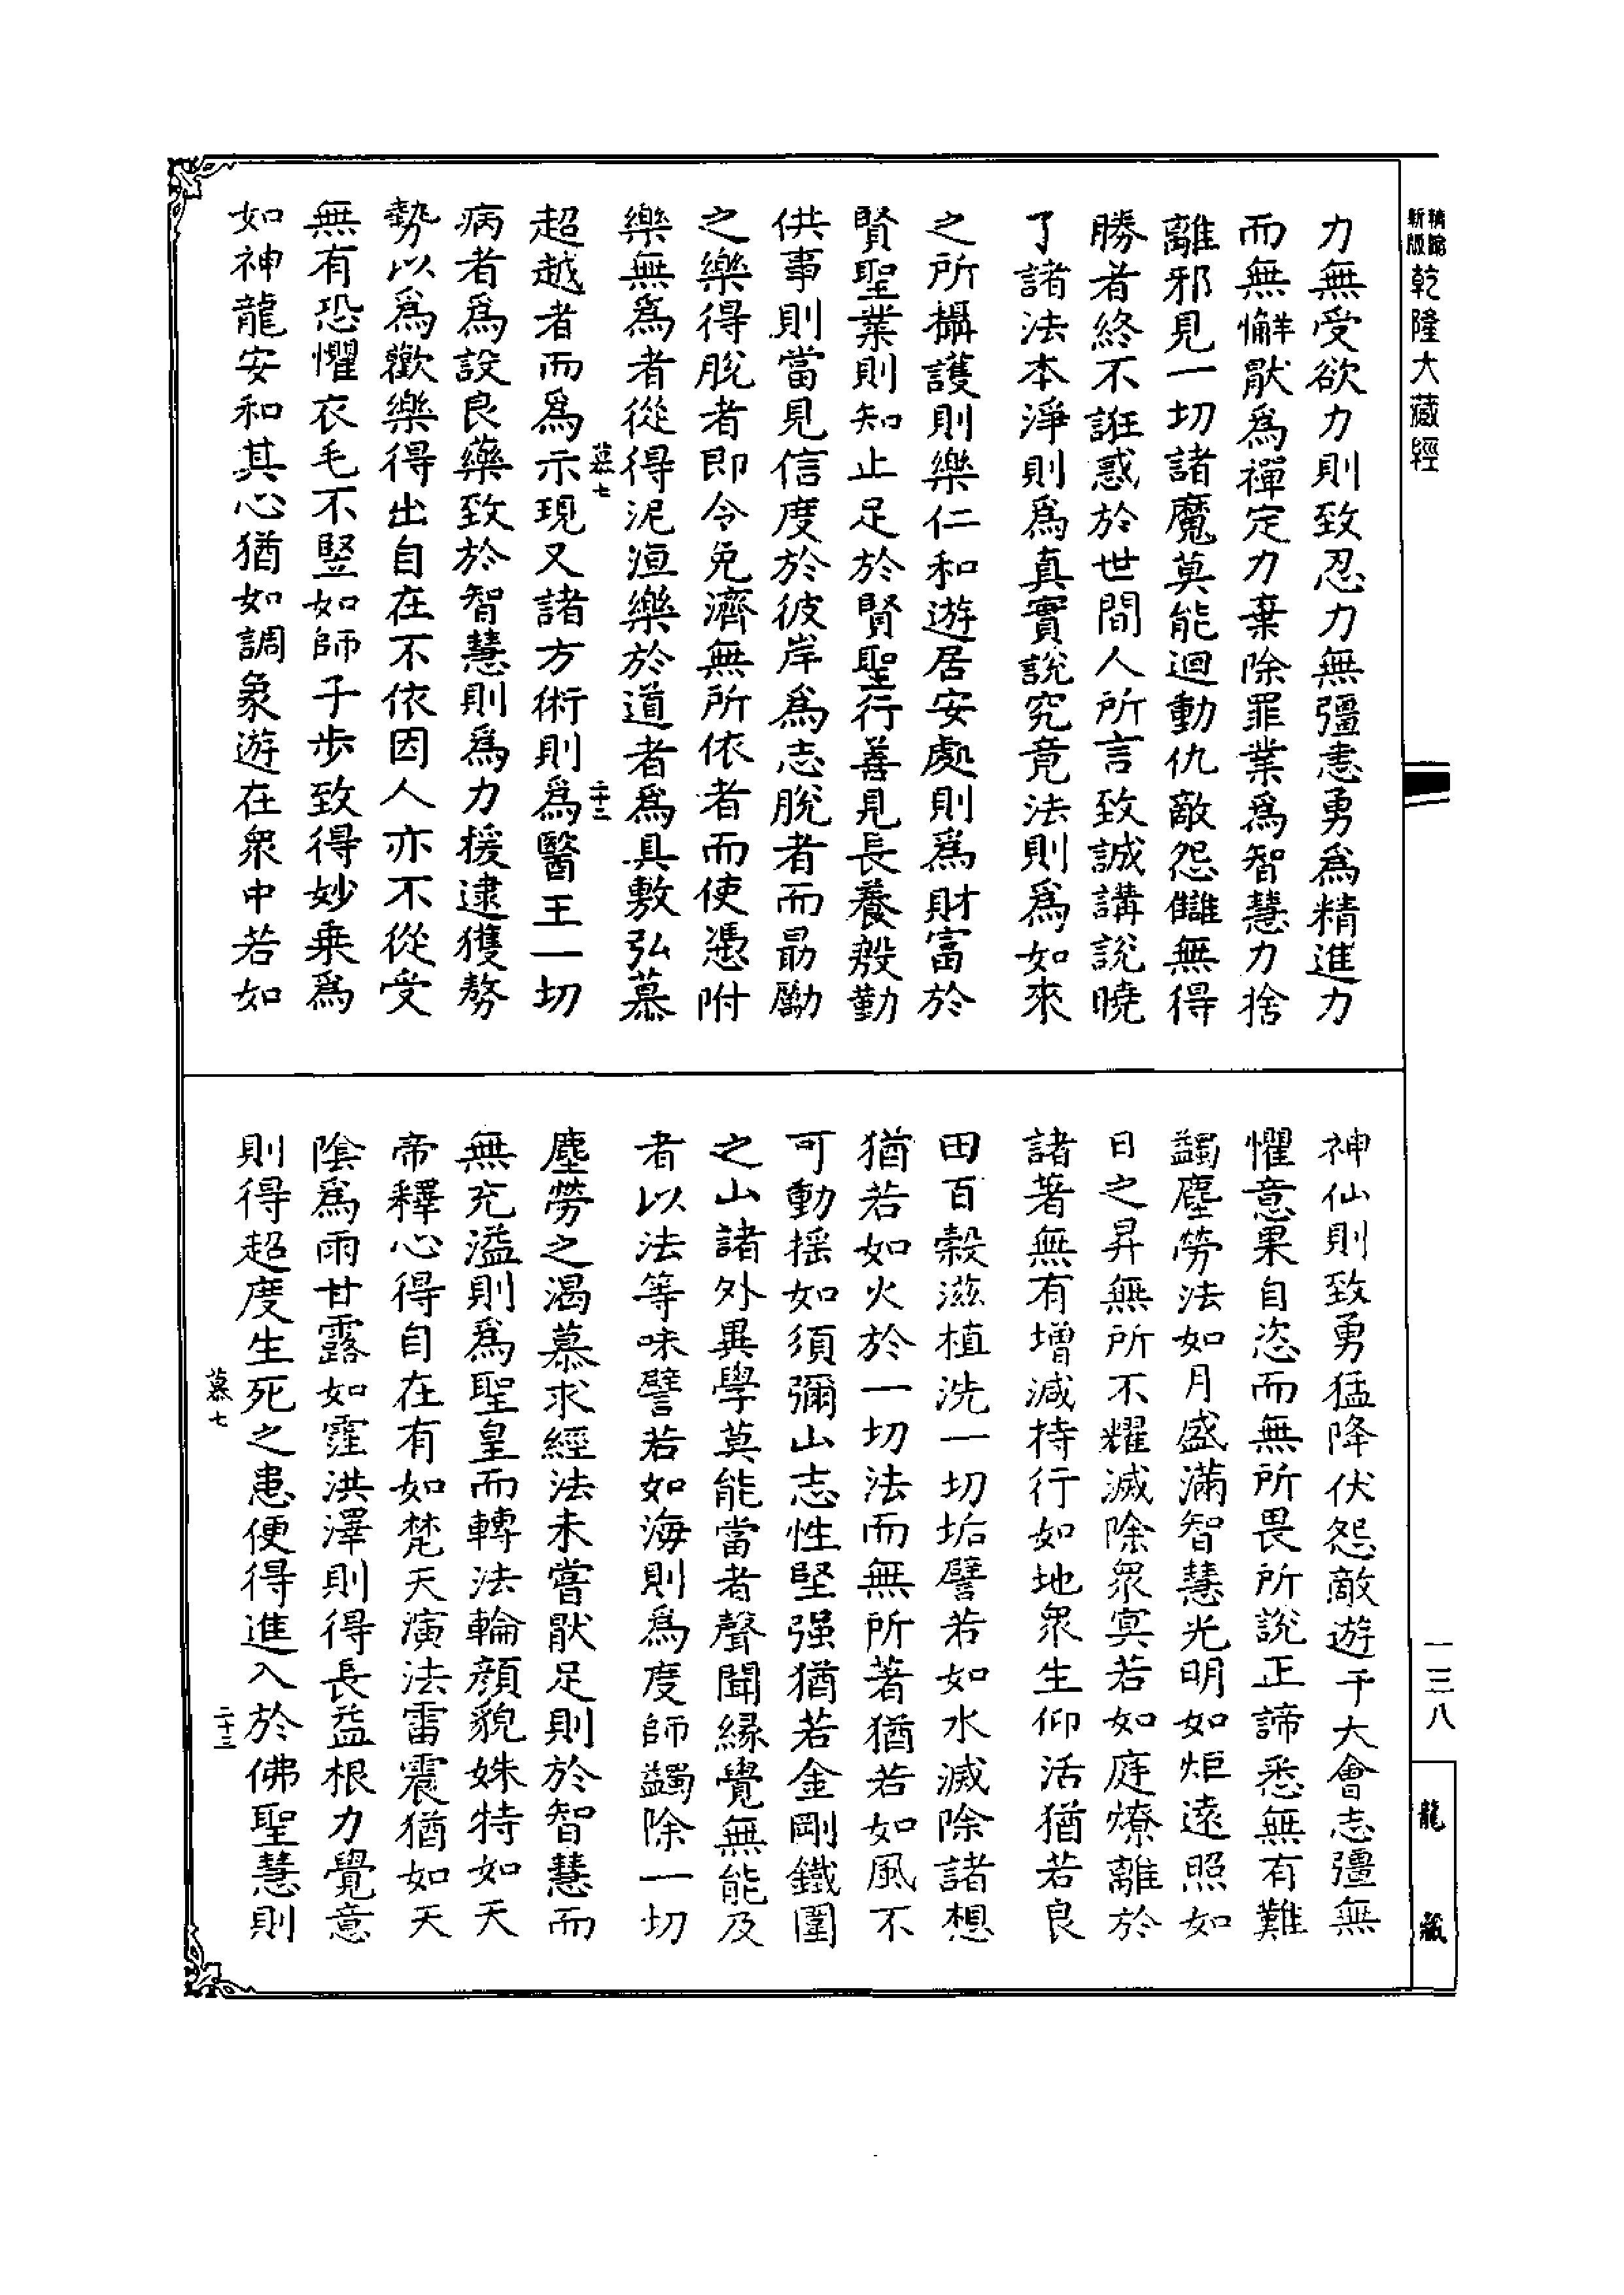 乾隆大藏經
力無受欲力則致忍力無彊恚勇爲精進力
而無懈厭爲禪定力棄除罪業爲智慧力捨
離邪見一切諸魔莫能迴動仇敵怨讎無得
勝者終不誑惑於世間人所言致誠講說曉
了諸法本淨則爲真實說究竟法則爲如來
之所攝護則樂仁和遊居安處則爲財富於
賢聖業則知止足於賢聖行善見長養殷勤
供事則當見信度於彼岸爲志脫者而勗勵
之樂得脫者即令免濟無所依者而使憑附
樂無爲者從得泥洹樂於道者爲具敷弘慕
慕七
二十二
超越者而爲示現又諸方術則爲醫王一切
病者爲設良藥致於智慧則爲力援逮獲勢
勢以爲歡樂得出自在不依因人亦不從受
無有恐懼衣毛不竪如師子步致得妙乗爲
如神龍安和其心猶如調象遊在衆中若如
神仙則致勇猛降伏怨敵遊于大會志彊無
懼意果自恣而無所畏所說正諦悉無有難
蠲塵勞法如月盛滿智慧光明如炬遠照如
日之昇無所不耀滅除衆冥若如庭燎離於
諸著無有增減持行如地衆生仰活猶若良
田百穀滋植洗一切垢譬若如水滅除諸想
猶若如火於一切法而無所著猶若如風不
可動揺如須彌山志性堅强猶若金剛鐵圍
之山諸外異學莫能當者聲聞緣覺無能及
者以法等味譬若如海則爲度師蠲除一切
塵勞之渴慕求經法未嘗厭足則於智慧而
無充溢則爲聖皇而轉法輪顏貌姝特如天
帝釋心得自在有如梵天演法雷震猶如天
陰爲雨甘露如霔洪澤則得長益根力覺意
則得超度生死之患便得進入於佛聖慧則
慕七
二十三
一三八
龍藏